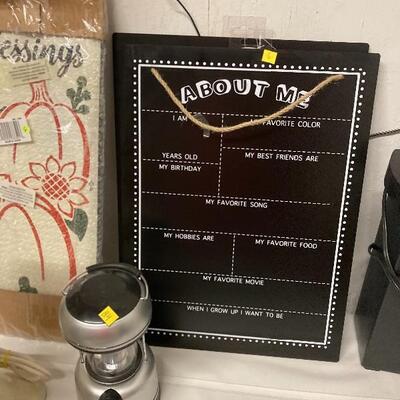 essings
ABOUT ME
I AM
MY FAVORITE COLOR
YEARS OLD
MY BEST FRIENDS ARE
MY BIRTHDAY
MY FAVORITE SONG
MY HOBBIES ARE
MY FAVORITE FOOD
MY FAVORITE MOVIE
WHEN I GROW UP I WANT TO BE